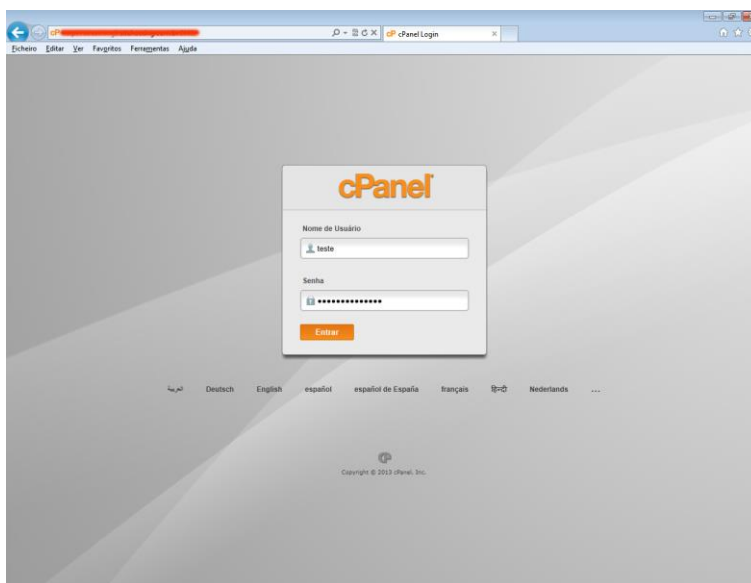 cPanel Login
Ficheiro Editar Ver Favoritos Ferramentas Ajuda
cPanel
Nome de Usuário
teste
Senha
Entrar
العربية Deutsch English español español de España français हिन्दी Nederlands ...
cP
Copyright © 2013 cPanel, Inc.